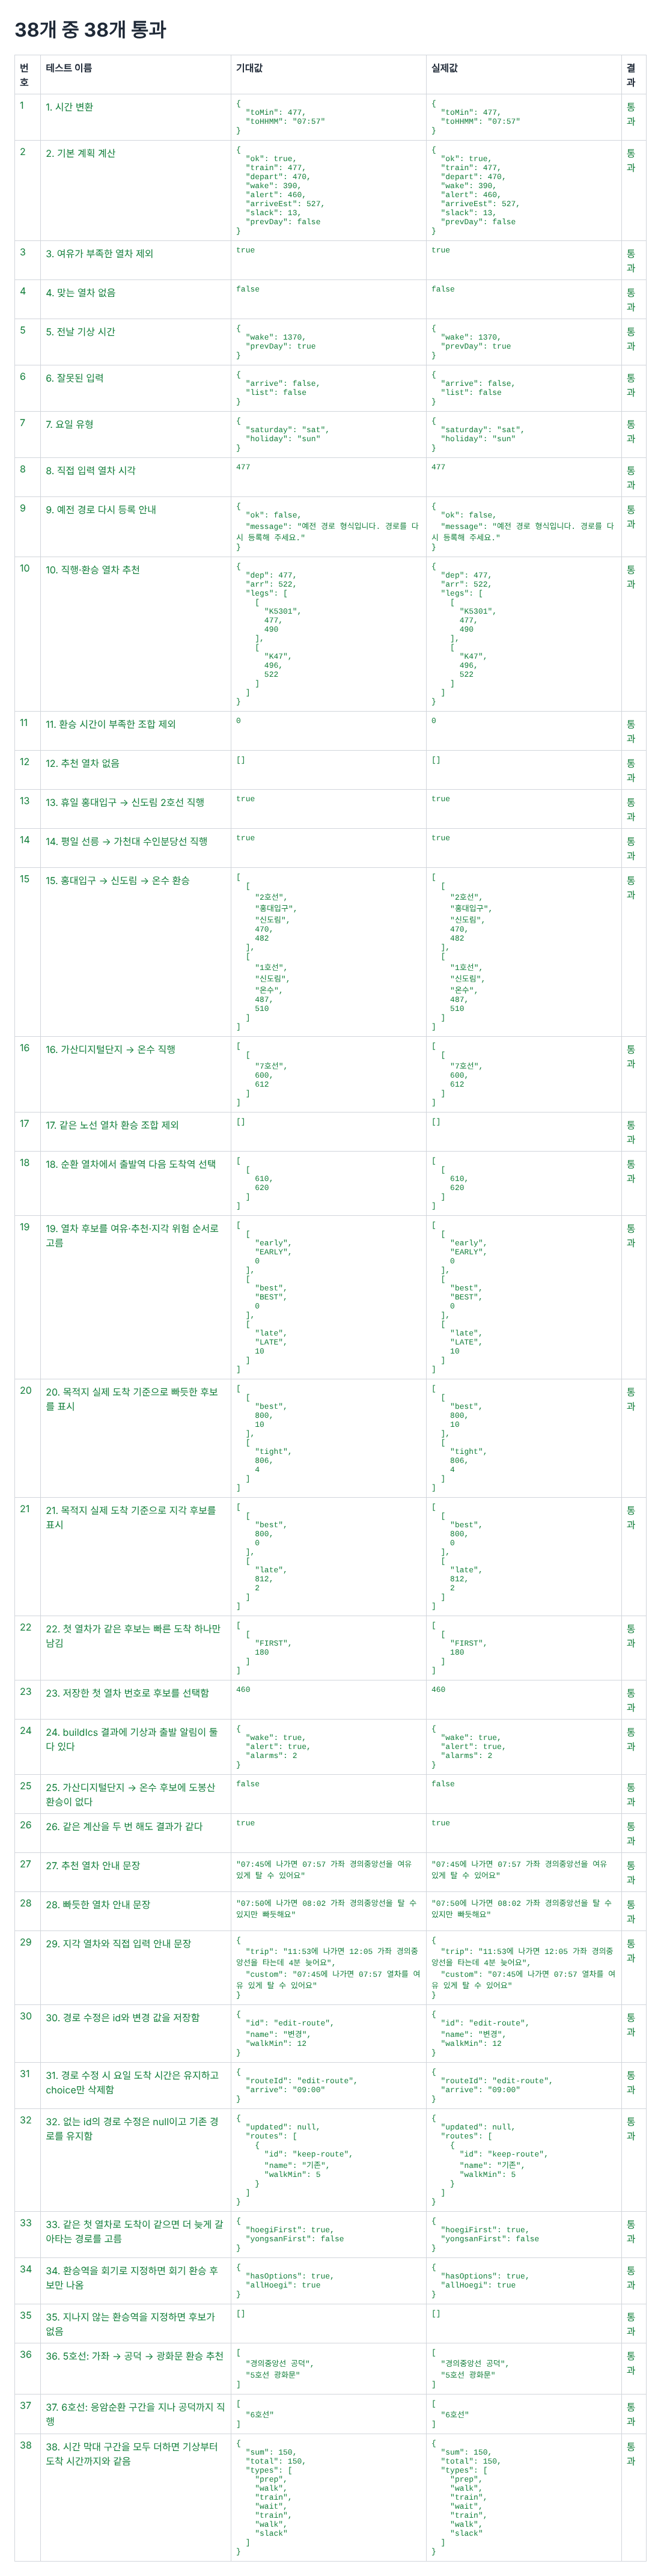 38개 중 38개 통과
번
호
테스트 이름
기대값
실제값
결
과
1
1. 시간 변환
{
"toMin": 477,
"toHHMM": "07:57"
}
{
"toMin": 477,
"toHHMM": "07:57"
}
통
과
2
2. 기본 계획 계산
{
"ok": true,
"train": 477,
"depart": 470,
"wake": 390,
"alert": 460,
"arriveEst": 527,
"slack": 13,
"prevDay": false
}
{
"ok": true,
"train": 477,
"depart": 470,
"wake": 390,
"alert": 460,
"arriveEst": 527,
"slack": 13,
"prevDay": false
}
통
과
3
3. 여유가 부족한 열차 제외
true
true
통
과
4
4. 맞는 열차 없음
false
false
통
과
5
5. 전날 기상 시간
{
"wake": 1370,
"prevDay": true
}
{
"wake": 1370,
"prevDay": true
}
통
과
6
6. 잘못된 입력
{
"arrive": false,
"list": false
}
{
"arrive": false,
"list": false
}
통
과
7
7. 요일 유형
{
"saturday": "sat",
"holiday": "sun"
}
{
"saturday": "sat",
"holiday": "sun"
}
통
과
8
8. 직접 입력 열차 시각
477
477
통
과
9
9. 예전 경로 다시 등록 안내
{
"ok": false,
"message": "예전 경로 형식입니다. 경로를 다
시 등록해 주세요."
}
{
"ok": false,
"message": "예전 경로 형식입니다. 경로를 다
시 등록해 주세요."
}
통
과
10
10. 직행·환승 열차 추천
{
"dep": 477,
"arr": 522,
"legs": [
[
"K5301",
477,
490
],
[
"K47",
496,
522
]
]
}
{
"dep": 477,
"arr": 522,
"legs": [
[
"K5301",
477,
490
],
[
"K47",
496,
522
]
]
}
통
과
11
11. 환승 시간이 부족한 조합 제외
0
0
통
과
12
12. 추천 열차 없음
[]
[]
통
과
13
13. 휴일 홍대입구 → 신도림 2호선 직행
true
true
통
과
14
14. 평일 선릉 → 가천대 수인분당선 직행
true
true
통
과
15
15. 홍대입구 → 신도림 → 온수 환승
[
[
"2호선",
"홍대입구",
"신도림",
470,
482
],
[
"1호선",
"신도림",
"온수",
487,
510
]
]
[
[
"2호선",
"홍대입구",
"신도림",
470,
482
],
[
"1호선",
"신도림",
"온수",
487,
510
]
]
통
과
16
16. 가산디지털단지 → 온수 직행
[
[
"7호선",
600,
612
]
]
[
[
"7호선",
600,
612
]
]
통
과
17
17. 같은 노선 열차 환승 조합 제외
[]
[]
통
과
18
18. 순환 열차에서 출발역 다음 도착역 선택
[
[
610,
620
]
]
[
[
610,
620
]
]
통
과
19
19. 열차 후보를 여유·추천·지각 위험 순서로
고름
[
[
"early",
"EARLY",
0
],
[
"best",
"BEST",
0
],
[
"late",
"LATE",
10
]
]
[
[
"early",
"EARLY",
0
],
[
"best",
"BEST",
0
],
[
"late",
"LATE",
10
]
]
통
과
20
20. 목적지 실제 도착 기준으로 빠듯한 후보
를 표시
[
[
"best",
800,
10
],
[
"tight",
806,
4
]
]
[
[
"best",
800,
10
],
[
"tight",
806,
4
]
]
통
과
21
21. 목적지 실제 도착 기준으로 지각 후보를
표시
[
[
"best",
800,
0
],
[
"late",
812,
2
]
]
[
[
"best",
800,
0
],
[
"late",
812,
2
]
]
통
과
22
22. 첫 열차가 같은 후보는 빠른 도착 하나만
남김
[
[
"FIRST",
180
]
]
[
[
"FIRST",
180
]
]
통
과
23
23. 저장한 첫 열차 번호로 후보를 선택함
460
460
통
과
24
24. buildIcs 결과에 기상과 출발 알림이 둘
다 있다
{
"wake": true,
"alert": true,
"alarms": 2
}
{
"wake": true,
"alert": true,
"alarms": 2
}
통
과
25
25. 가산디지털단지 → 온수 후보에 도봉산
환승이 없다
false
false
통
과
26
26. 같은 계산을 두 번 해도 결과가 같다
true
true
통
과
27
27. 추천 열차 안내 문장
"07:45에 나가면 07:57 가좌 경의중앙선을 여유
있게 탈 수 있어요"
"07:45에 나가면 07:57 가좌 경의중앙선을 여유
있게 탈 수 있어요"
통
과
28
28. 빠듯한 열차 안내 문장
"07:50에 나가면 08:02 가좌 경의중앙선을 탈 수
있지만 빠듯해요"
"07:50에 나가면 08:02 가좌 경의중앙선을 탈 수
있지만 빠듯해요"
통
과
29
29. 지각 열차와 직접 입력 안내 문장
{
"trip": "11:53에 나가면 12:05 가좌 경의중
앙선을 타는데 4분 늦어요",
"custom": "07:45에 나가면 07:57 열차를 여
유 있게 탈 수 있어요"
}
{
"trip": "11:53에 나가면 12:05 가좌 경의중
앙선을 타는데 4분 늦어요",
"custom": "07:45에 나가면 07:57 열차를 여
유 있게 탈 수 있어요"
}
통
과
30
30. 경로 수정은 id와 변경 값을 저장함
{
"id": "edit-route",
"name": "변경",
"walkMin": 12
}
{
"id": "edit-route",
"name": "변경",
"walkMin": 12
}
통
과
31
31. 경로 수정 시 요일 도착 시간은 유지하고
choice만 삭제함
{
"routeId": "edit-route",
"arrive": "09:00"
}
{
"routeId": "edit-route",
"arrive": "09:00"
}
통
과
32
32. 없는 id의 경로 수정은 null이고 기존 경
로를 유지함
{
"updated": null,
"routes": [
{
"id": "keep-route",
"name": "기존",
"walkMin": 5
}
]
}
{
"updated": null,
"routes": [
{
"id": "keep-route",
"name": "기존",
"walkMin": 5
}
]
}
통
과
33
33. 같은 첫 열차로 도착이 같으면 더 늦게 갈
아타는 경로를 고름
{
"hoegiFirst": true,
"yongsanFirst": false
}
{
"hoegiFirst": true,
"yongsanFirst": false
}
통
과
34
34. 환승역을 회기로 지정하면 회기 환승 후
보만 나옴
{
"hasOptions": true,
"allHoegi": true
}
{
"hasOptions": true,
"allHoegi": true
}
통
과
35
35. 지나지 않는 환승역을 지정하면 후보가
없음
[]
[]
통
과
36
36. 5호선: 가좌 → 공덕 → 광화문 환승 추천
[
"경의중앙선 공덕",
"5호선 광화문"
]
[
"경의중앙선 공덕",
"5호선 광화문"
]
통
과
37
37. 6호선: 응암순환 구간을 지나 공덕까지 직
행
[
"6호선"
]
[
"6호선"
]
통
과
38
38. 시간 막대 구간을 모두 더하면 기상부터
도착 시간까지와 같음
{
"sum": 150,
"total": 150,
"types": [
"prep",
"walk",
"train",
"wait",
"train",
"walk",
"slack"
]
}
{
"sum": 150,
"total": 150,
"types": [
"prep",
"walk",
"train",
"wait",
"train",
"walk",
"slack"
]
}
통
과